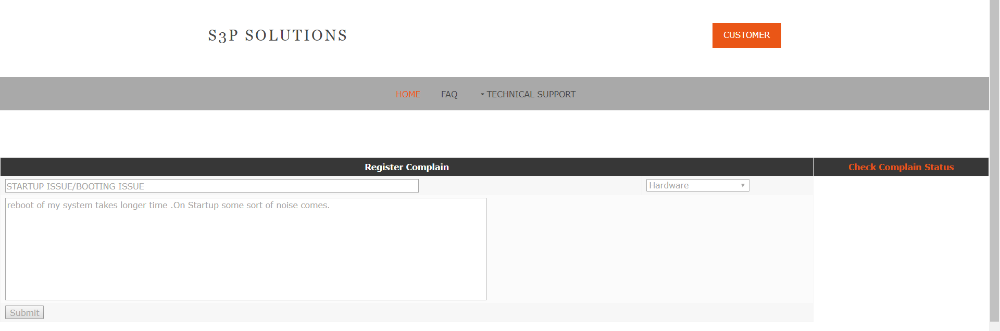 S3P SOLUTIONS
CUSTOMER
HOME FAQ TECHNICAL SUPPORT
Register Complain Check Complain Status
STARTUP ISSUE/BOOTING ISSUE Hardware
reboot of my system takes longer time .On Startup some sort of noise comes.
Submit